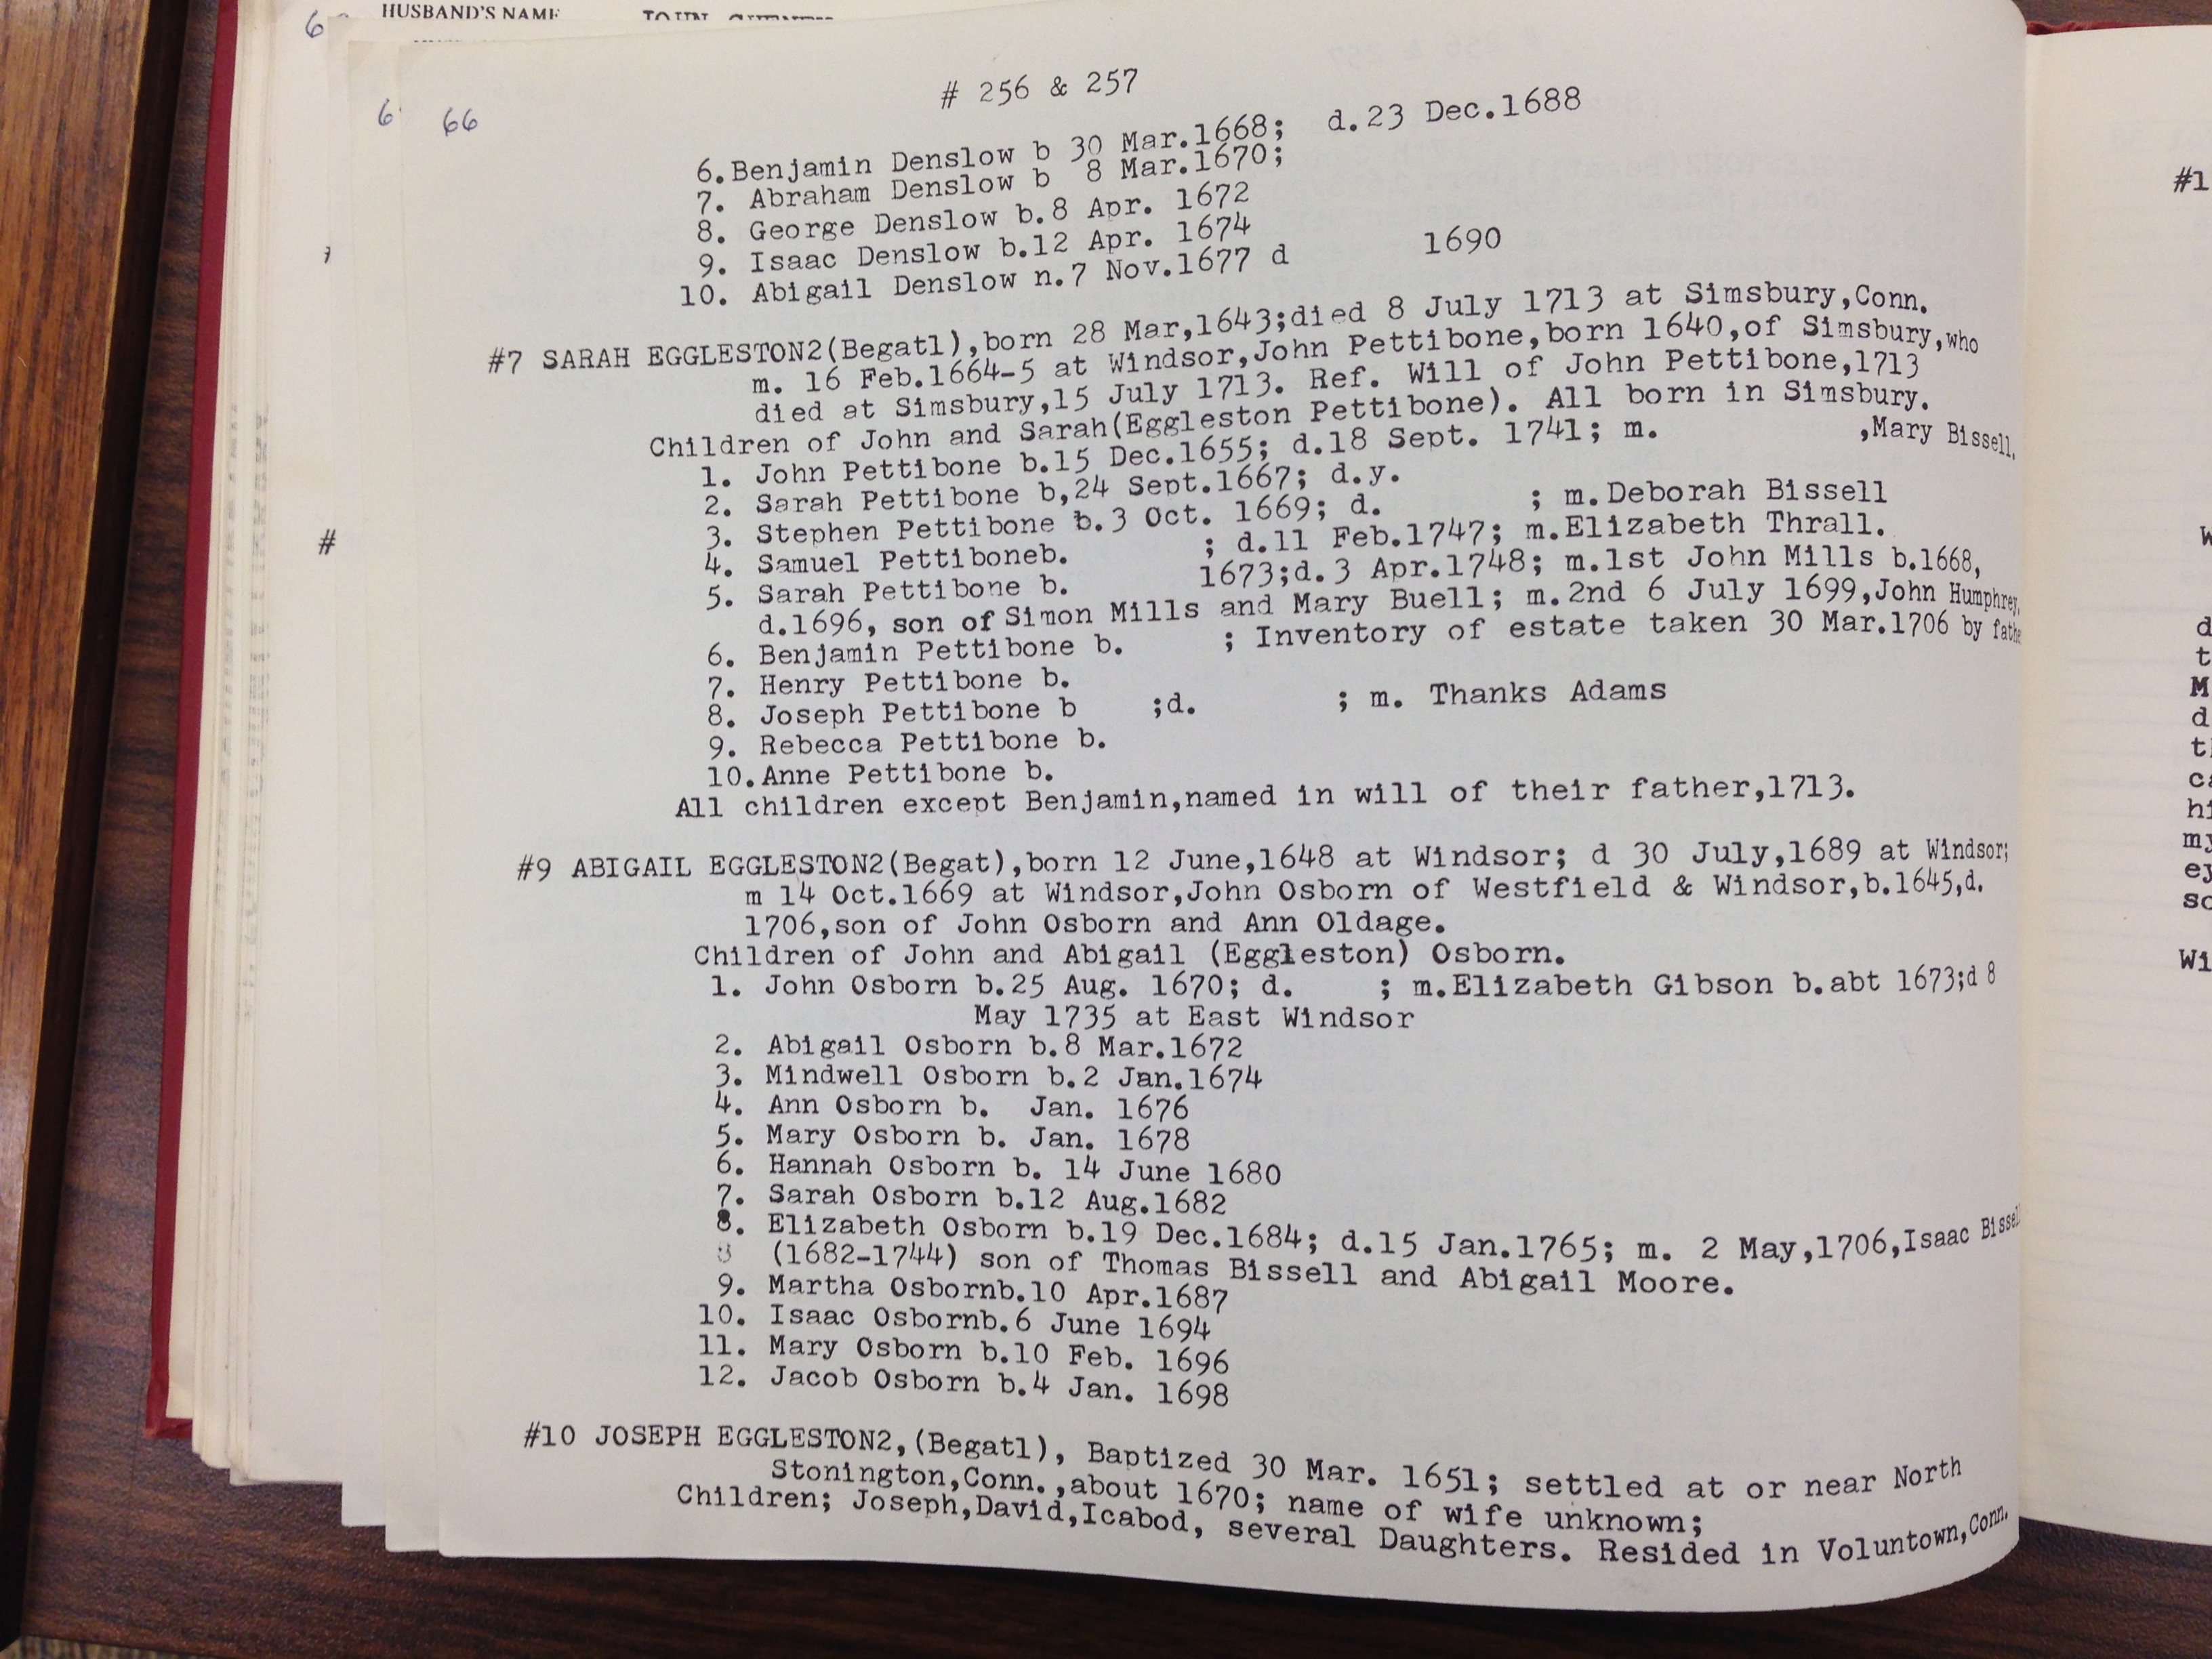 HUSBAND'S NAME JOHN
66
# 256 & 257
6.Benjamin Denslow b 30 Mar.1668; d.23 Dec.1688
7. Abraham Denslow b 8 Mar.1670;
8. George Denslow b.8 Apr. 1672
9. Isaac Denslow b.12 Apr. 1674
10. Abigail Denslow n.7 Nov.1677 d 1690
#7 SARAH EGGLESTON2(Begat1),born 28 Mar,1643;died 8 July 1713 at Simsbury,Conn.
m. 16 Feb.1664-5 at Windsor,John Pettibone,born 1640,of Simsbury,who
died at Simsbury,15 July 1713. Ref. Will of John Pettibone,1713
Children of John and Sarah(Eggleston Pettibone). All born in Simsbury.
1. John Pettibone b.15 Dec.1655; d.18 Sept. 1741; m. ,Mary Bissell,
2. Sarah Pettibone b,24 Sept.1667; d.y.
3. Stephen Pettibone b.3 Oct. 1669; d. ; m.Deborah Bissell
4. Samuel Pettiboneb. ; d.11 Feb.1747; m.Elizabeth Thrall.
5. Sarah Pettibone b. 1673;d.3 Apr.1748; m.1st John Mills b.1668,
d.1696, son of Simon Mills and Mary Buell; m.2nd 6 July 1699,John Humphrey,
6. Benjamin Pettibone b. ; Inventory of estate taken 30 Mar.1706 by
7. Henry Pettibone b.
8. Joseph Pettibone b ;d. ; m. Thanks Adams
9. Rebecca Pettibone b.
10.Anne Pettibone b.
All children except Benjamin,named in will of their father,1713.
#9 ABIGAIL EGGLESTON2(Begat),born 12 June,1648 at Windsor; d 30 July,1689 at Windsor;
m 14 Oct.1669 at Windsor,John Osborn of Westfield & Windsor,b.1645,d.
1706,son of John Osborn and Ann Oldage.
Children of John and Abigail (Eggleston) Osborn.
1. John Osborn b.25 Aug. 1670; d. ; m.Elizabeth Gibson b.abt 1673;d 8
May 1735 at East Windsor
2. Abigail Osborn b.8 Mar.1672
3. Mindwell Osborn b.2 Jan.1674
4. Ann Osborn b. Jan. 1676
5. Mary Osborn b. Jan. 1678
6. Hannah Osborn b. 14 June 1680
7. Sarah Osborn b.12 Aug.1682
8. Elizabeth Osborn b.19 Dec.1684; d.15 Jan.1765; m. 2 May,1706,Isaac Bissell
(1682-1744) son of Thomas Bissell and Abigail Moore.
9. Martha Osbornb.10 Apr.1687
10. Isaac Osbornb.6 June 1694
11. Mary Osborn b.10 Feb. 1696
12. Jacob Osborn b.4 Jan. 1698
#10 JOSEPH EGGLESTON2,(Begat1), Baptized 30 Mar. 1651; settled at or near North
Stonington,Conn.,about 1670; name of wife unknown;
Children; Joseph,David,Icabod, several Daughters. Resided in Voluntown,Conn.